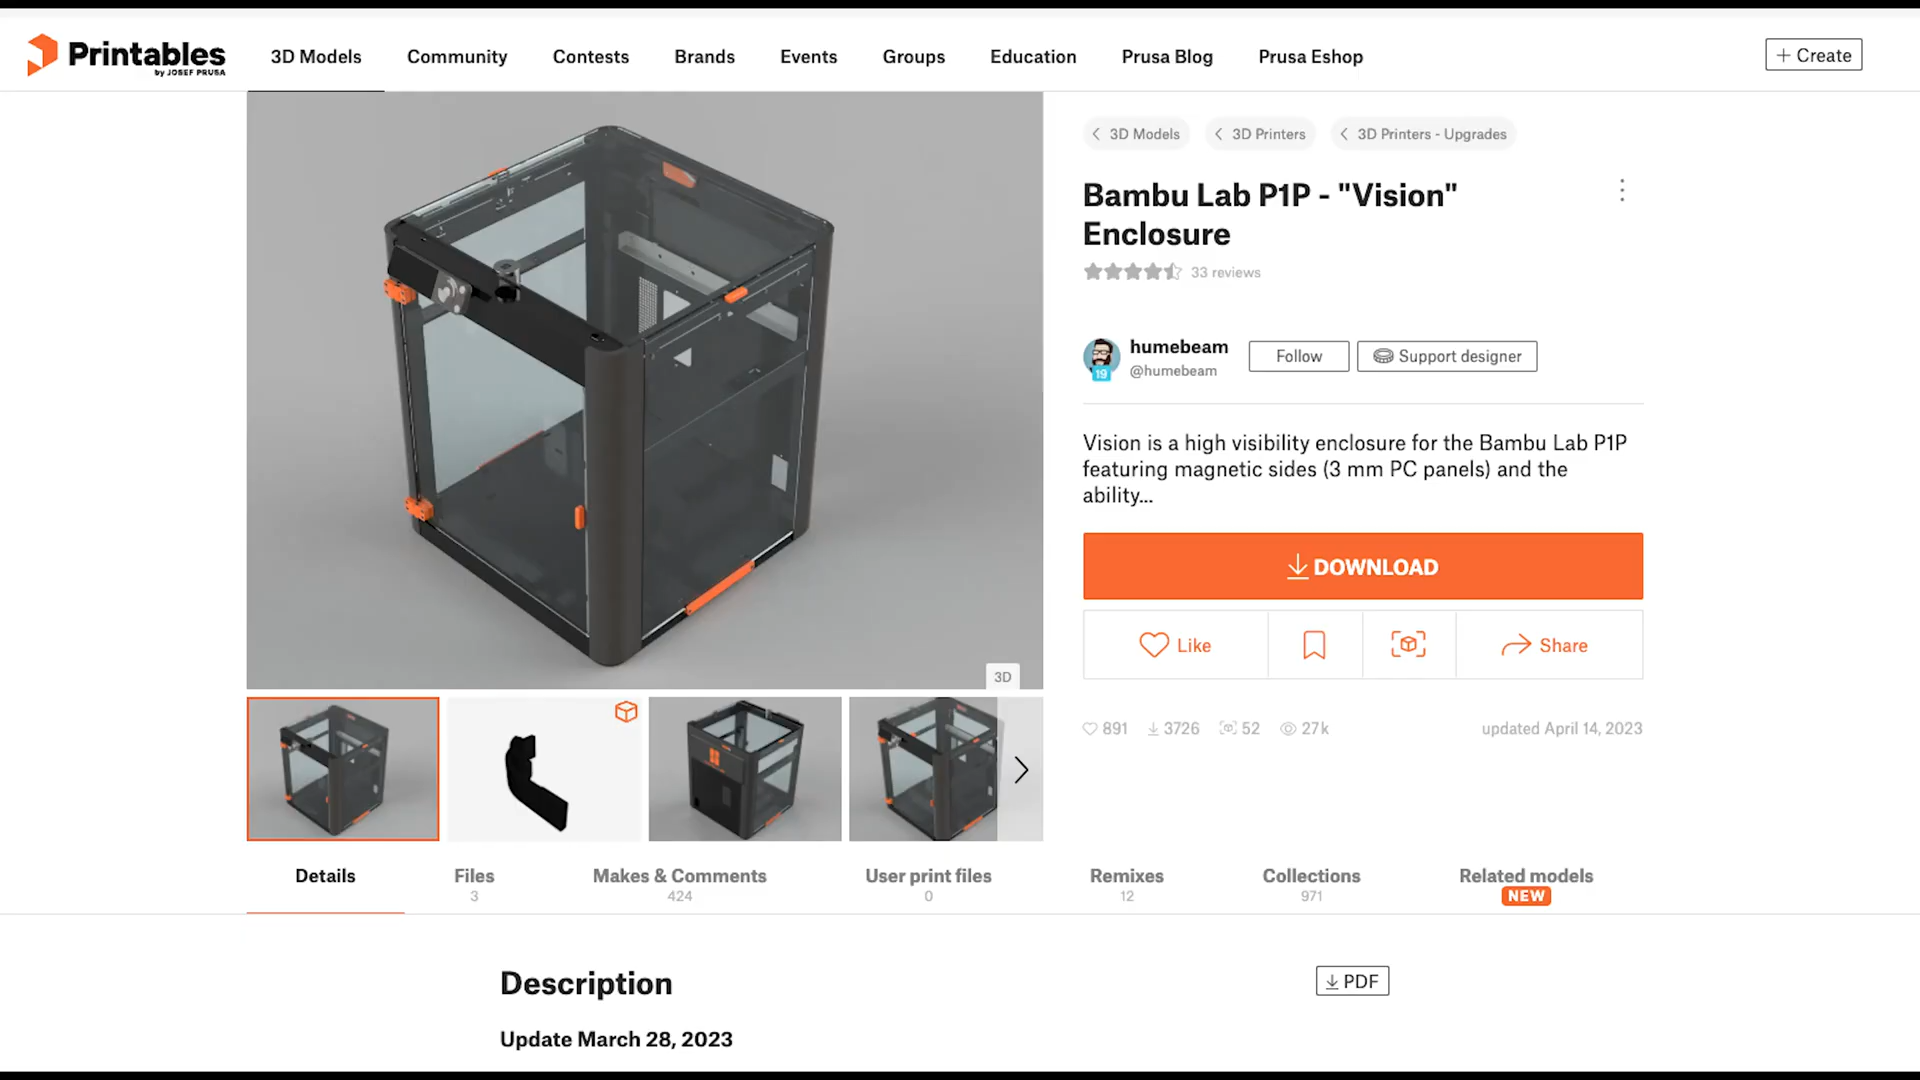 Printables
by JOSEF PRUSA
3D Models
Community
Contests
Brands
Events
Groups
Education
Prusa Blog
Prusa Eshop
+ Create
3D Models
3D Printers
3D Printers - Upgrades
Bambu Lab P1P - "Vision"
Enclosure
33 reviews
humebeam
@humebeam
19
Follow
Support designer
Vision is a high visibility enclosure for the Bambu Lab P1P
featuring magnetic sides (3 mm PC panels) and the
ability...
DOWNLOAD
Like
Share
891
3726
52
27k
updated April 14, 2023
3D
Details
Files
3
Makes & Comments
424
User print files
0
Remixes
12
Collections
971
Related models
NEW
Description
PDF
Update March 28, 2023